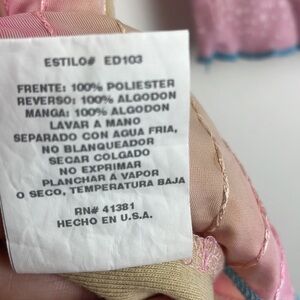 ESTILO# ED103
FRENTE: 100% POLIESTER
REVERSO: 100% ALGODON
MANGA: 100% ALGODON
LAVAR A MANO
SEPARADO CON AGUA FRIA,
NO BLANQUEADOR
SECAR COLGADO
NO EXPRIMAR
PLANCHAR A VAPOR
O SECO, TEMPERATURA BAJA
RN# 41381
HECHO EN U.S.A.